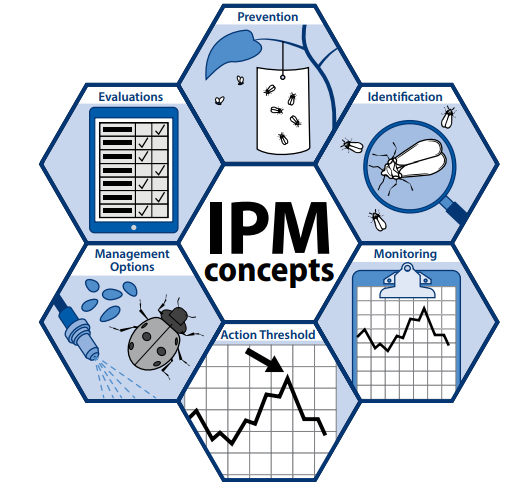 Prevention
Identification
Monitoring
Action Threshold
Management
Options
Evaluations
IPM
concepts